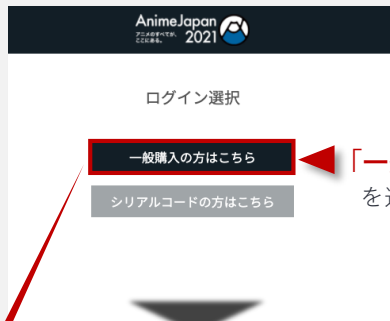 AnimeJapan
アニメのすべてが、
ここにある。 2021
ログイン選択
一般購入の方はこちら
「一
を
シリアルコードの方はこちら